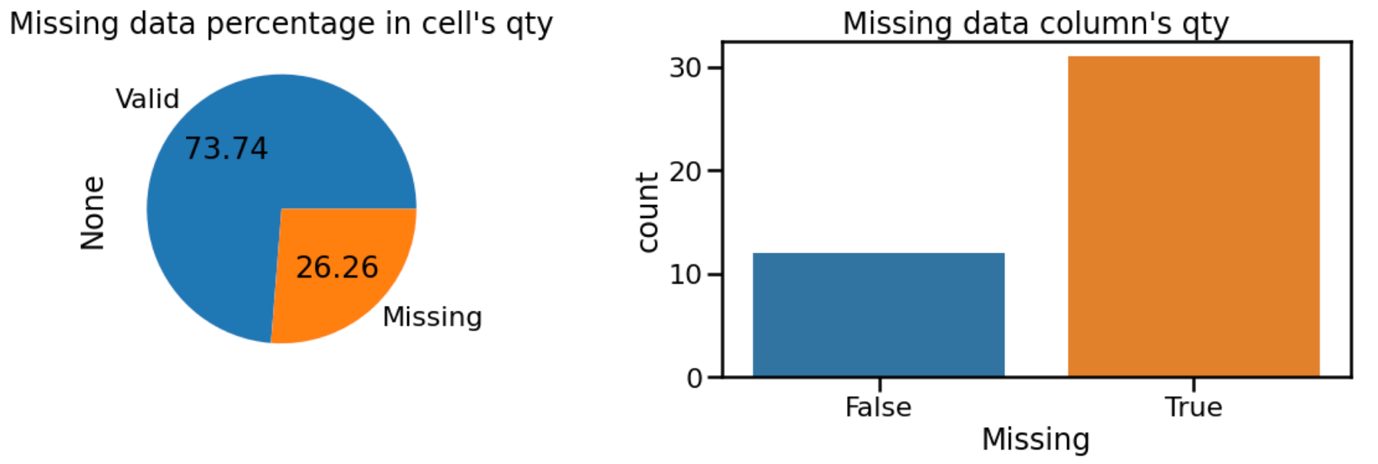 Missing data percentage in cell's qty
Valid
73.74
None
26.26
Missing
Missing data column's qty
30
20
10
0
count
False
True
Missing